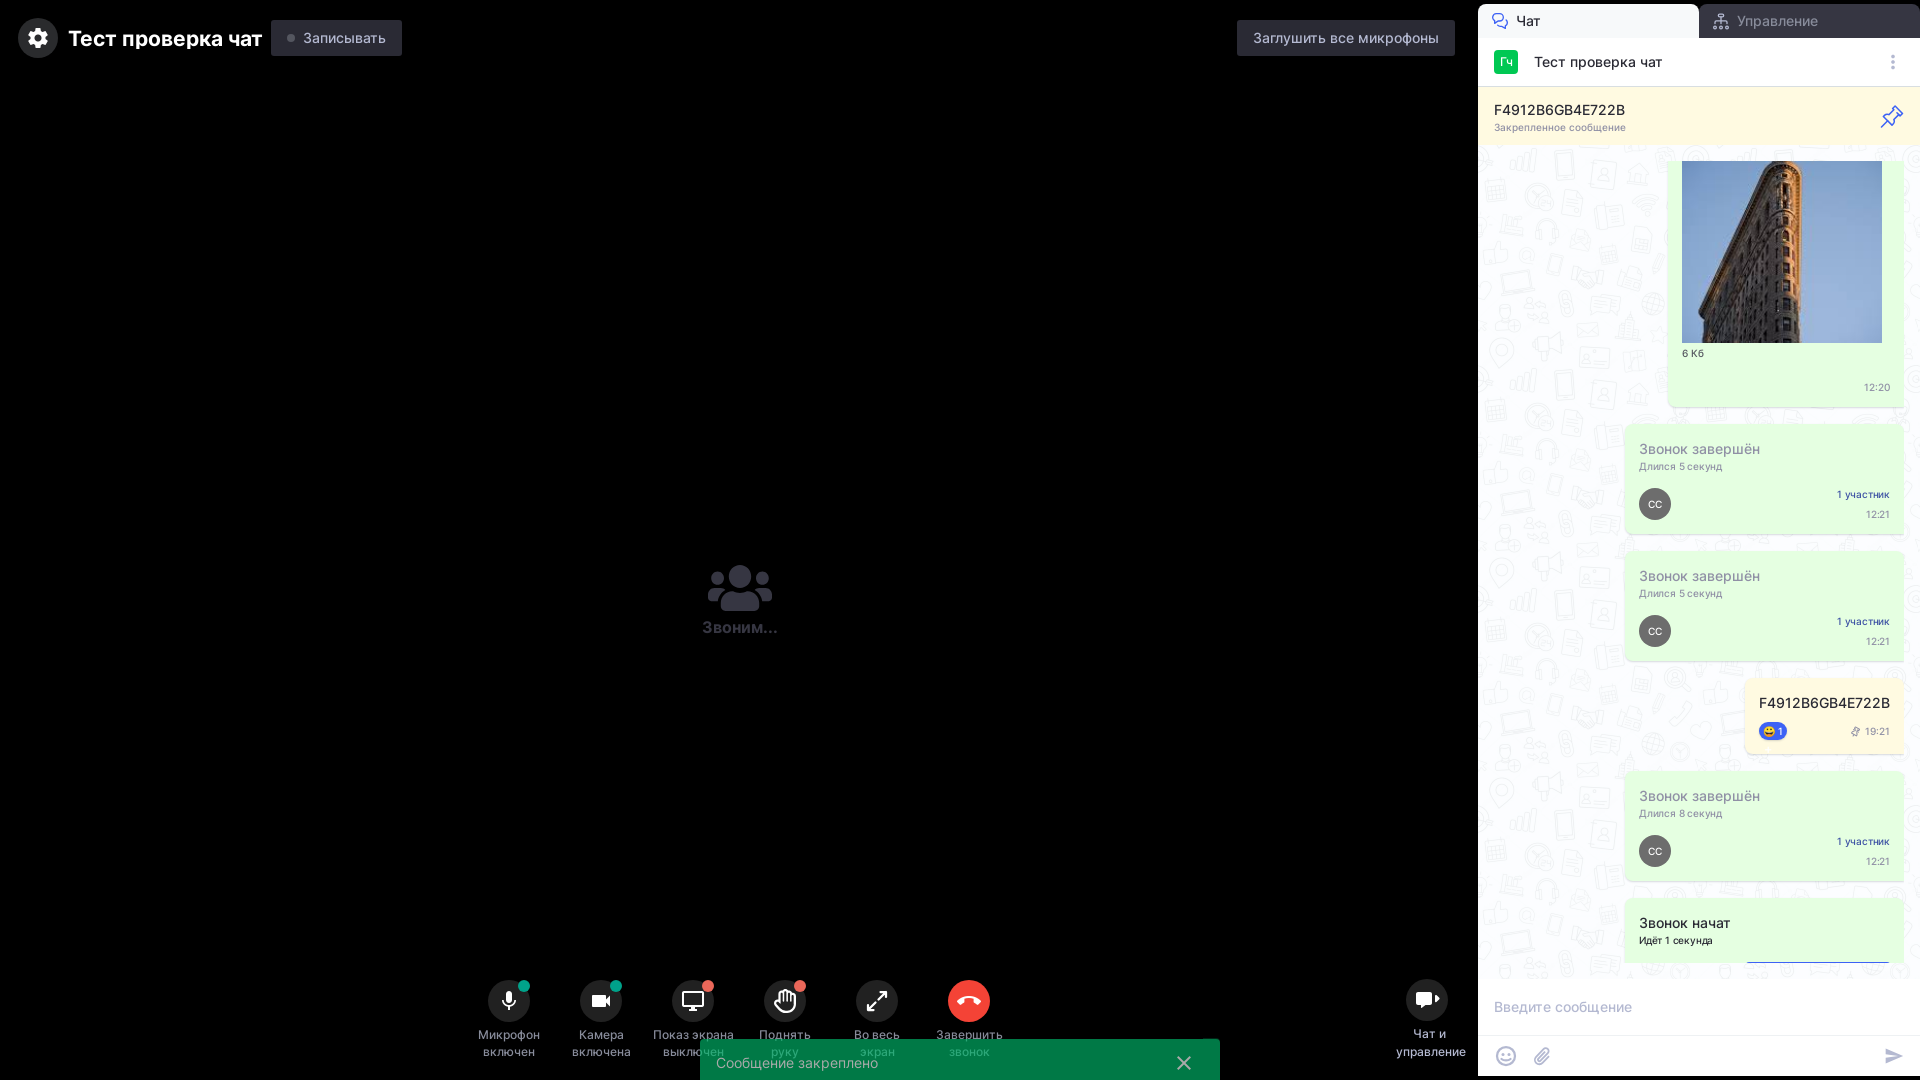 Тест проверка чат
Записывать
Заглушить все микрофоны
Чат
Управление
Гч
Тест проверка чат
F4912B6GB4E722B
Закрепленное сообщение
6 Кб
12:20
Звонок завершён
Длился 5 секунд
СС
1 участник
12:21
Звонок завершён
Длился 5 секунд
СС
1 участник
12:21
F4912B6GB4E722B
1
19:21
Звонок завершён
Длился 8 секунд
СС
1 участник
12:21
Звонок начат
Идёт 1 секунда
Звоним...
Микрофон
включен
Камера
включена
Показ экрана
выключен
Поднять
руку
Во весь
экран
Завершить
звонок
Чат и
управление
Сообщение закреплено
Введите сообщение